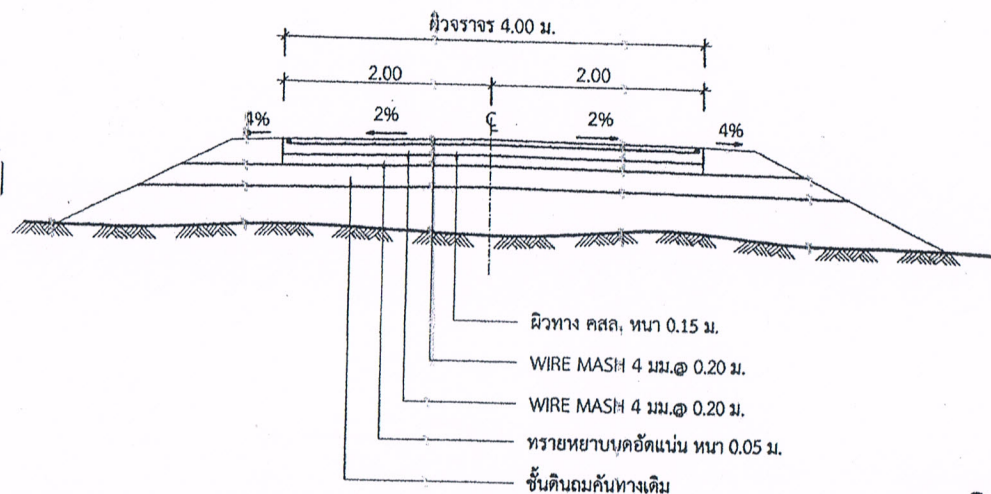 ผิวจราจร 4.00 ม.
2.00 2.00
4% 2% ℄ 2% 4%
ผิวทาง คสล. หนา 0.15 ม.
WIRE MASH 4 มม.@ 0.20 ม.
WIRE MASH 4 มม.@ 0.20 ม.
ทรายหยาบบดอัดแน่น หนา 0.05 ม.
ชั้นดินถมคันทางเดิม